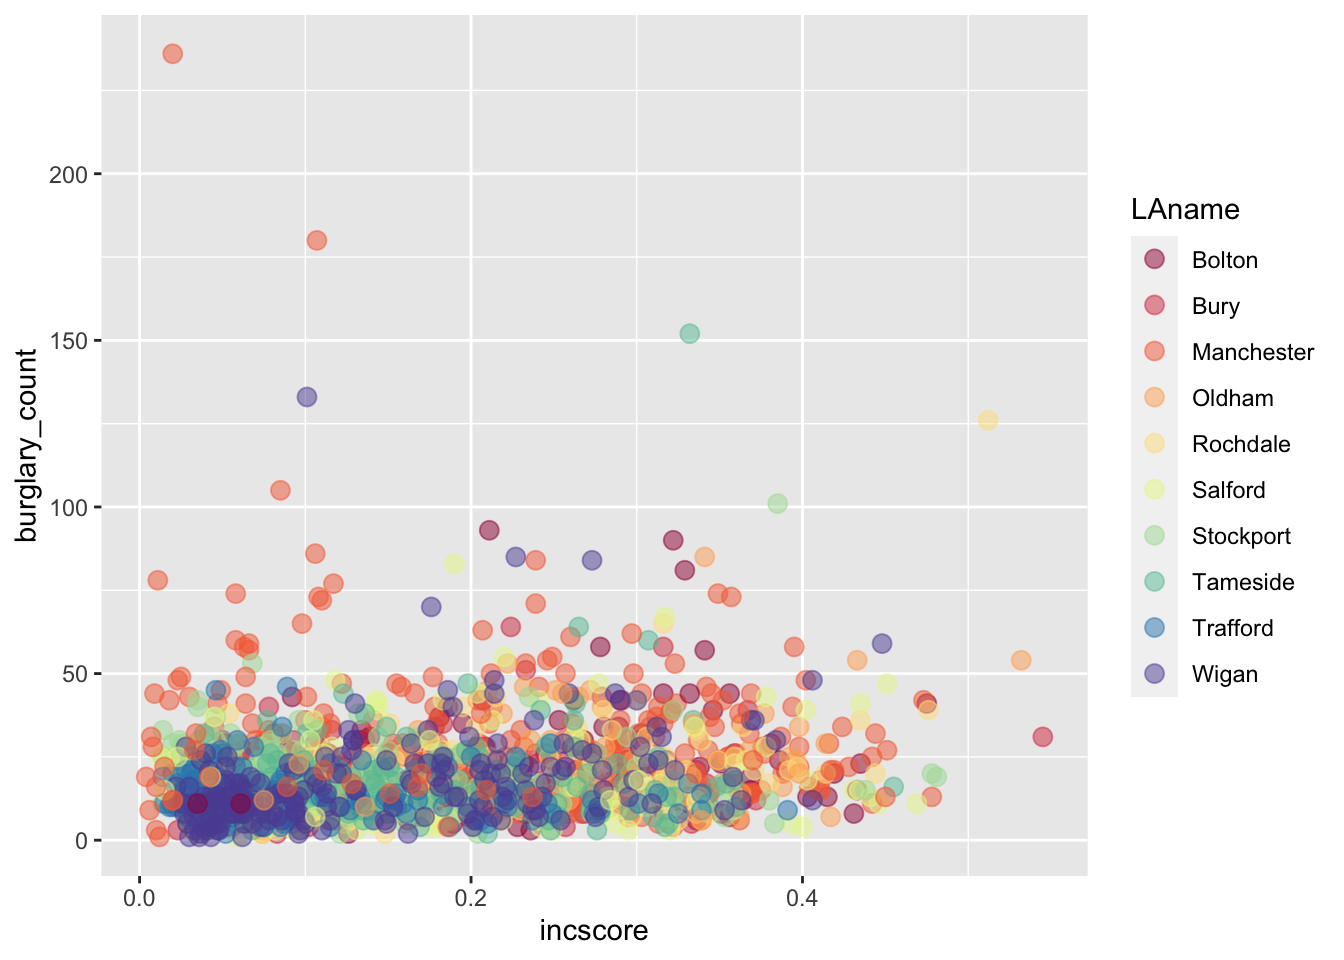 burglary_count
200
150
100
50
0
0.0
0.2
0.4
incscore
LAname
Bolton
Bury
Manchester
Oldham
Rochdale
Salford
Stockport
Tameside
Trafford
Wigan